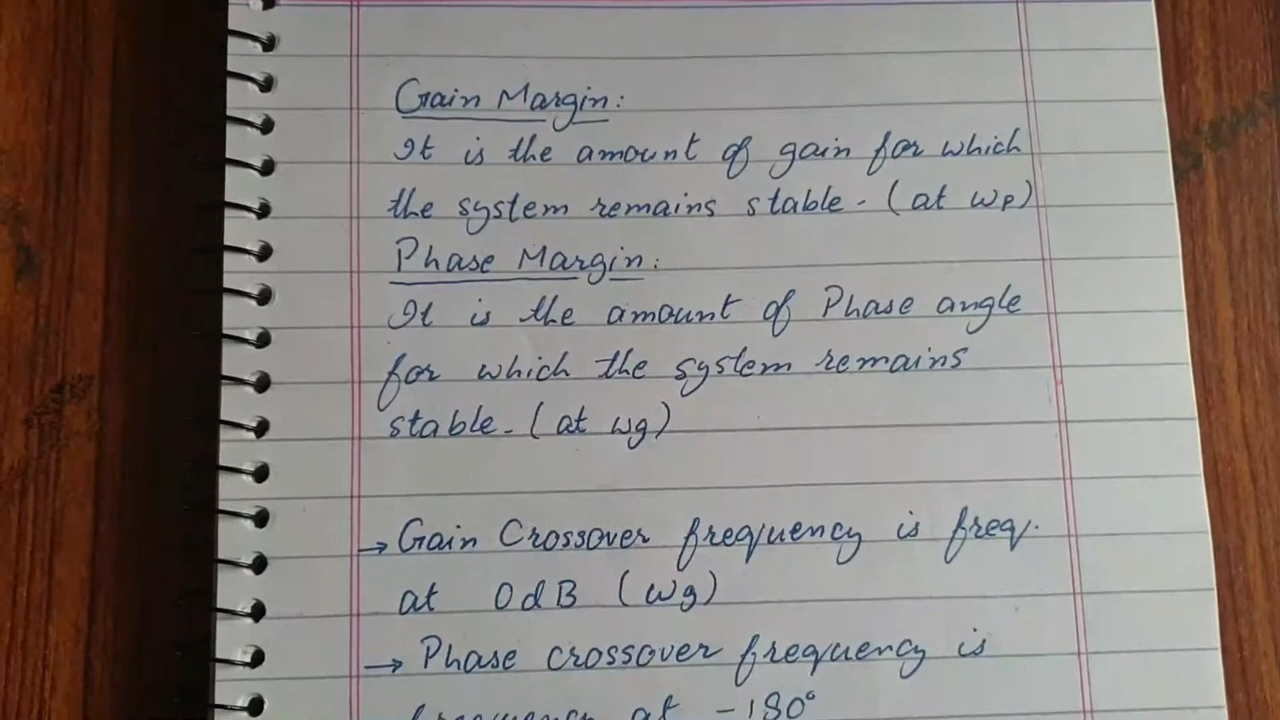 Gain Margin:
It is the amount of gain for which
the system remains stable. (at ωp)
Phase Margin:
It is the amount of Phase angle
for which the system remains
stable. (at ωg)
→ Gain Crossover frequency is freq.
at 0dB (ωg)
→ Phase crossover frequency is
frequency at -180°